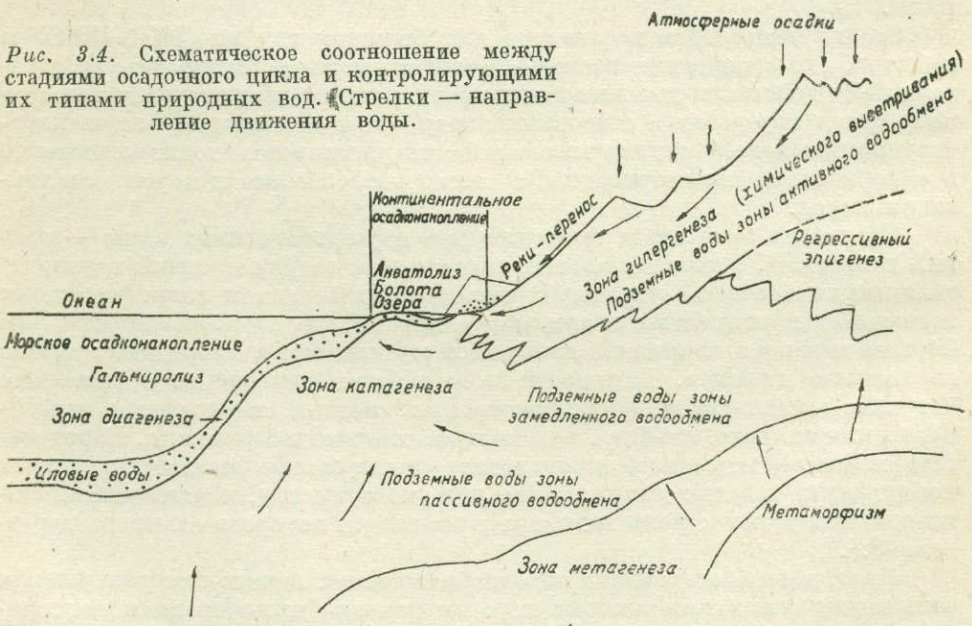 Рис. 3.4. Схематическое соотношение между
стадиями осадочного цикла и контролирующими
их типами природных вод. Стрелки — направ-
ление движения воды.
Атмосферные осадки
Континентальное
осадконакопление
Реки-перенос
Зона гипергенеза (химического выветривания)
Подземные воды зоны активного водообмена
Регрессивный
эпигенез
Акватолиз
Болота
Озера
Океан
Морское осадконакопление
Гальмиролиз
Зона диагенеза
Иловые воды
Зона катагенеза
Подземные воды зоны
замедленного водообмена
Подземные воды зоны
пассивного водообмена
Метаморфизм
Зона метагенеза